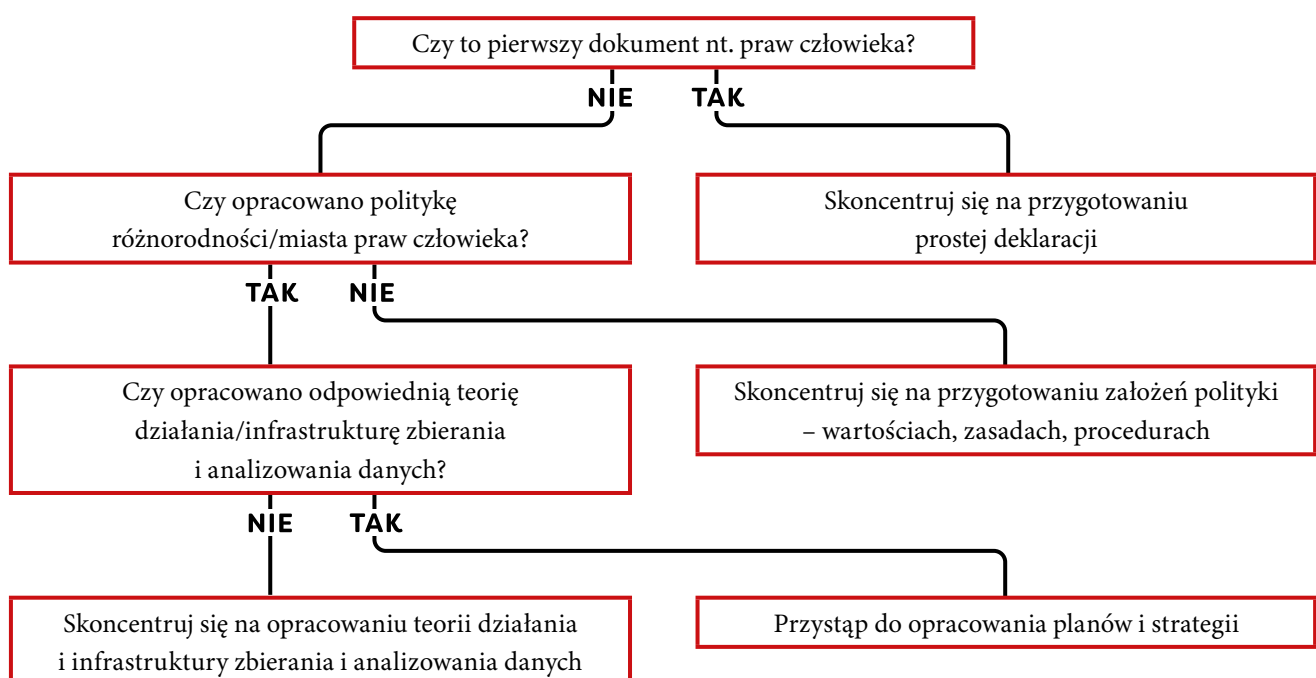 Czy to pierwszy dokument nt. praw człowieka?
NIE
TAK
Czy opracowano politykę
różnorodności/miasta praw człowieka?
Skoncentruj się na przygotowaniu
prostej deklaracji
TAK
NIE
Czy opracowano odpowiednią teorię
działania/infrastrukturę zbierania
i analizowania danych?
Skoncentruj się na przygotowaniu założeń polityki
– wartościach, zasadach, procedurach
NIE
TAK
Skoncentruj się na opracowaniu teorii działania
i infrastruktury zbierania i analizowania danych
Przystąp do opracowania planów i strategii